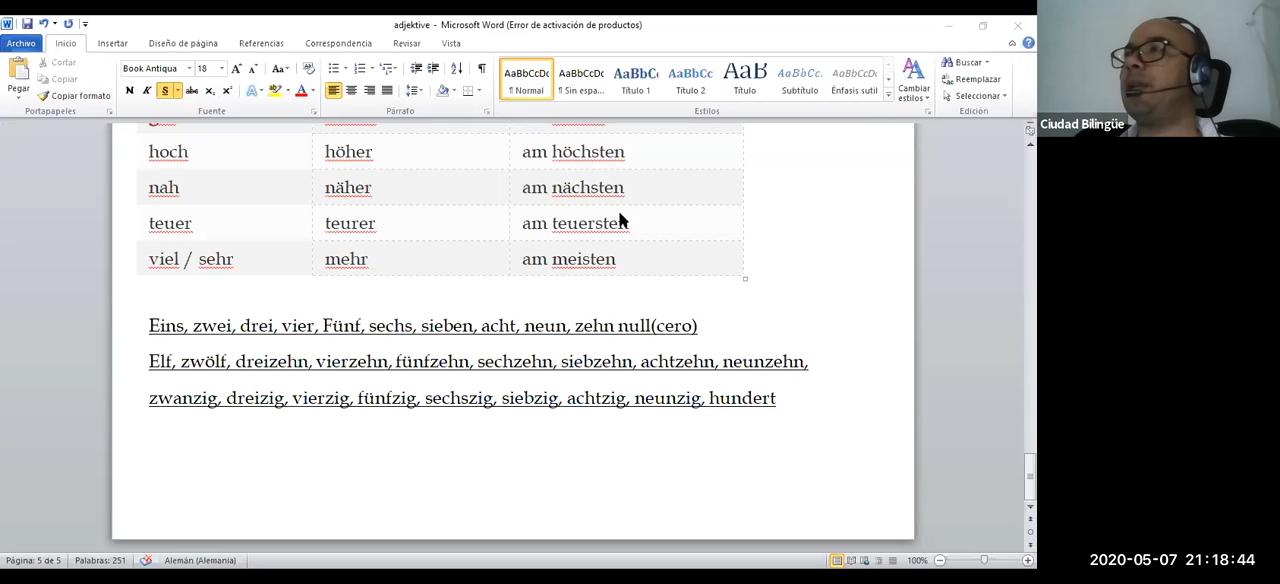 adjektive - Microsoft Word (Error de activación de productos)
Archivo Inicio Insertar Diseño de página Referencias Correspondencia Revisar Vista
Cortar
Copiar
Copiar formato
Pegar
Portapapeles
Book Antiqua 18
N K S abc
Fuente
Párrafo
AaBbCcDc AaBbCcDc AaBbC AaBbCc AaB AaBbCc. AaBbCcDc
¶ Normal ¶ Sin espa... Título 1 Título 2 Título Subtítulo Énfasis sutil
Estilos
Cambiar estilos
Buscar
Reemplazar
Seleccionar
Edición
Ciudad Bilingüe
hoch höher am höchsten
nah näher am nächsten
teuer teurer am teuersten
viel / sehr mehr am meisten
Eins, zwei, drei, vier, Fünf, sechs, sieben, acht, neun, zehn null(cero)
Elf, zwölf, dreizehn, vierzehn, fünfzehn, sechzehn, siebzehn, achtzehn, neunzehn,
zwanzig, dreizig, vierzig, fünfzig, sechszig, siebzig, achtzig, neunzig, hundert
Página: 5 de 5 Palabras: 251 Alemán (Alemania) 100%
2020-05-07 21:18:44